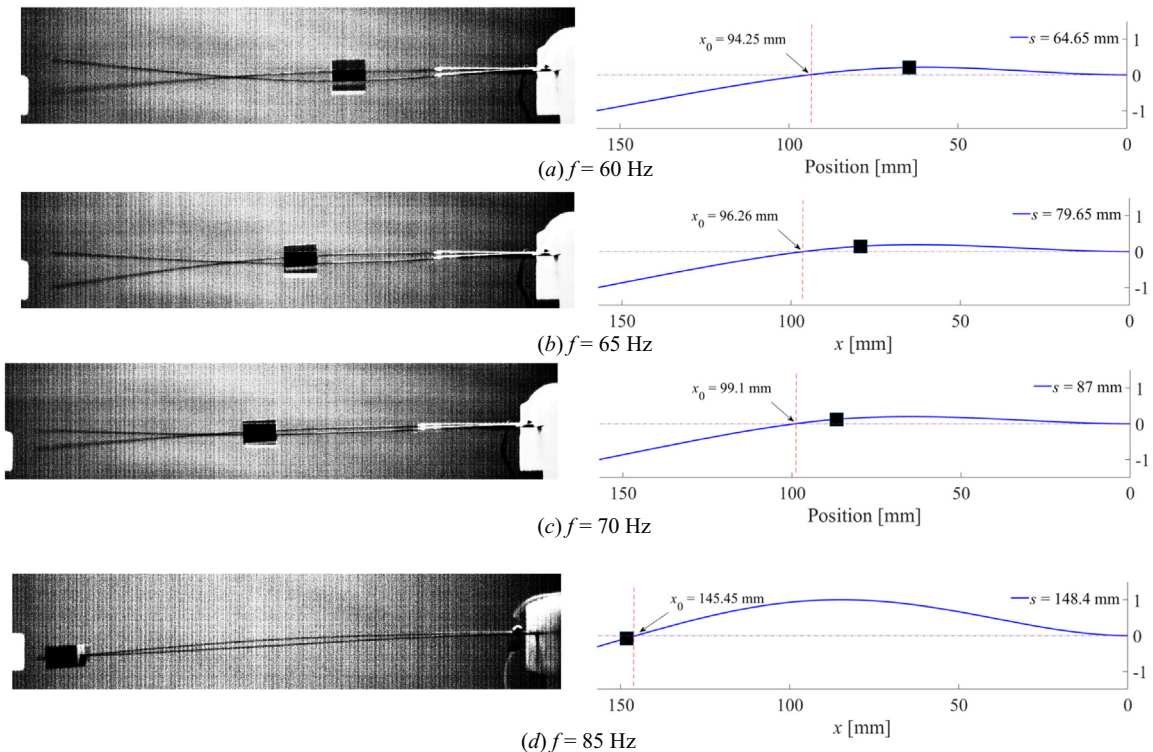 x0 = 94.25 mm
s = 64.65 mm
1
0
-1
150 100 50 0
Position [mm]
(a) f = 60 Hz
x0 = 96.26 mm
s = 79.65 mm
1
0
-1
150 100 50 0
x [mm]
(b) f = 65 Hz
x0 = 99.1 mm
s = 87 mm
1
0
-1
150 100 50 0
Position [mm]
(c) f = 70 Hz
x0 = 145.45 mm
s = 148.4 mm
1
0
-1
150 100 50 0
x [mm]
(d) f = 85 Hz